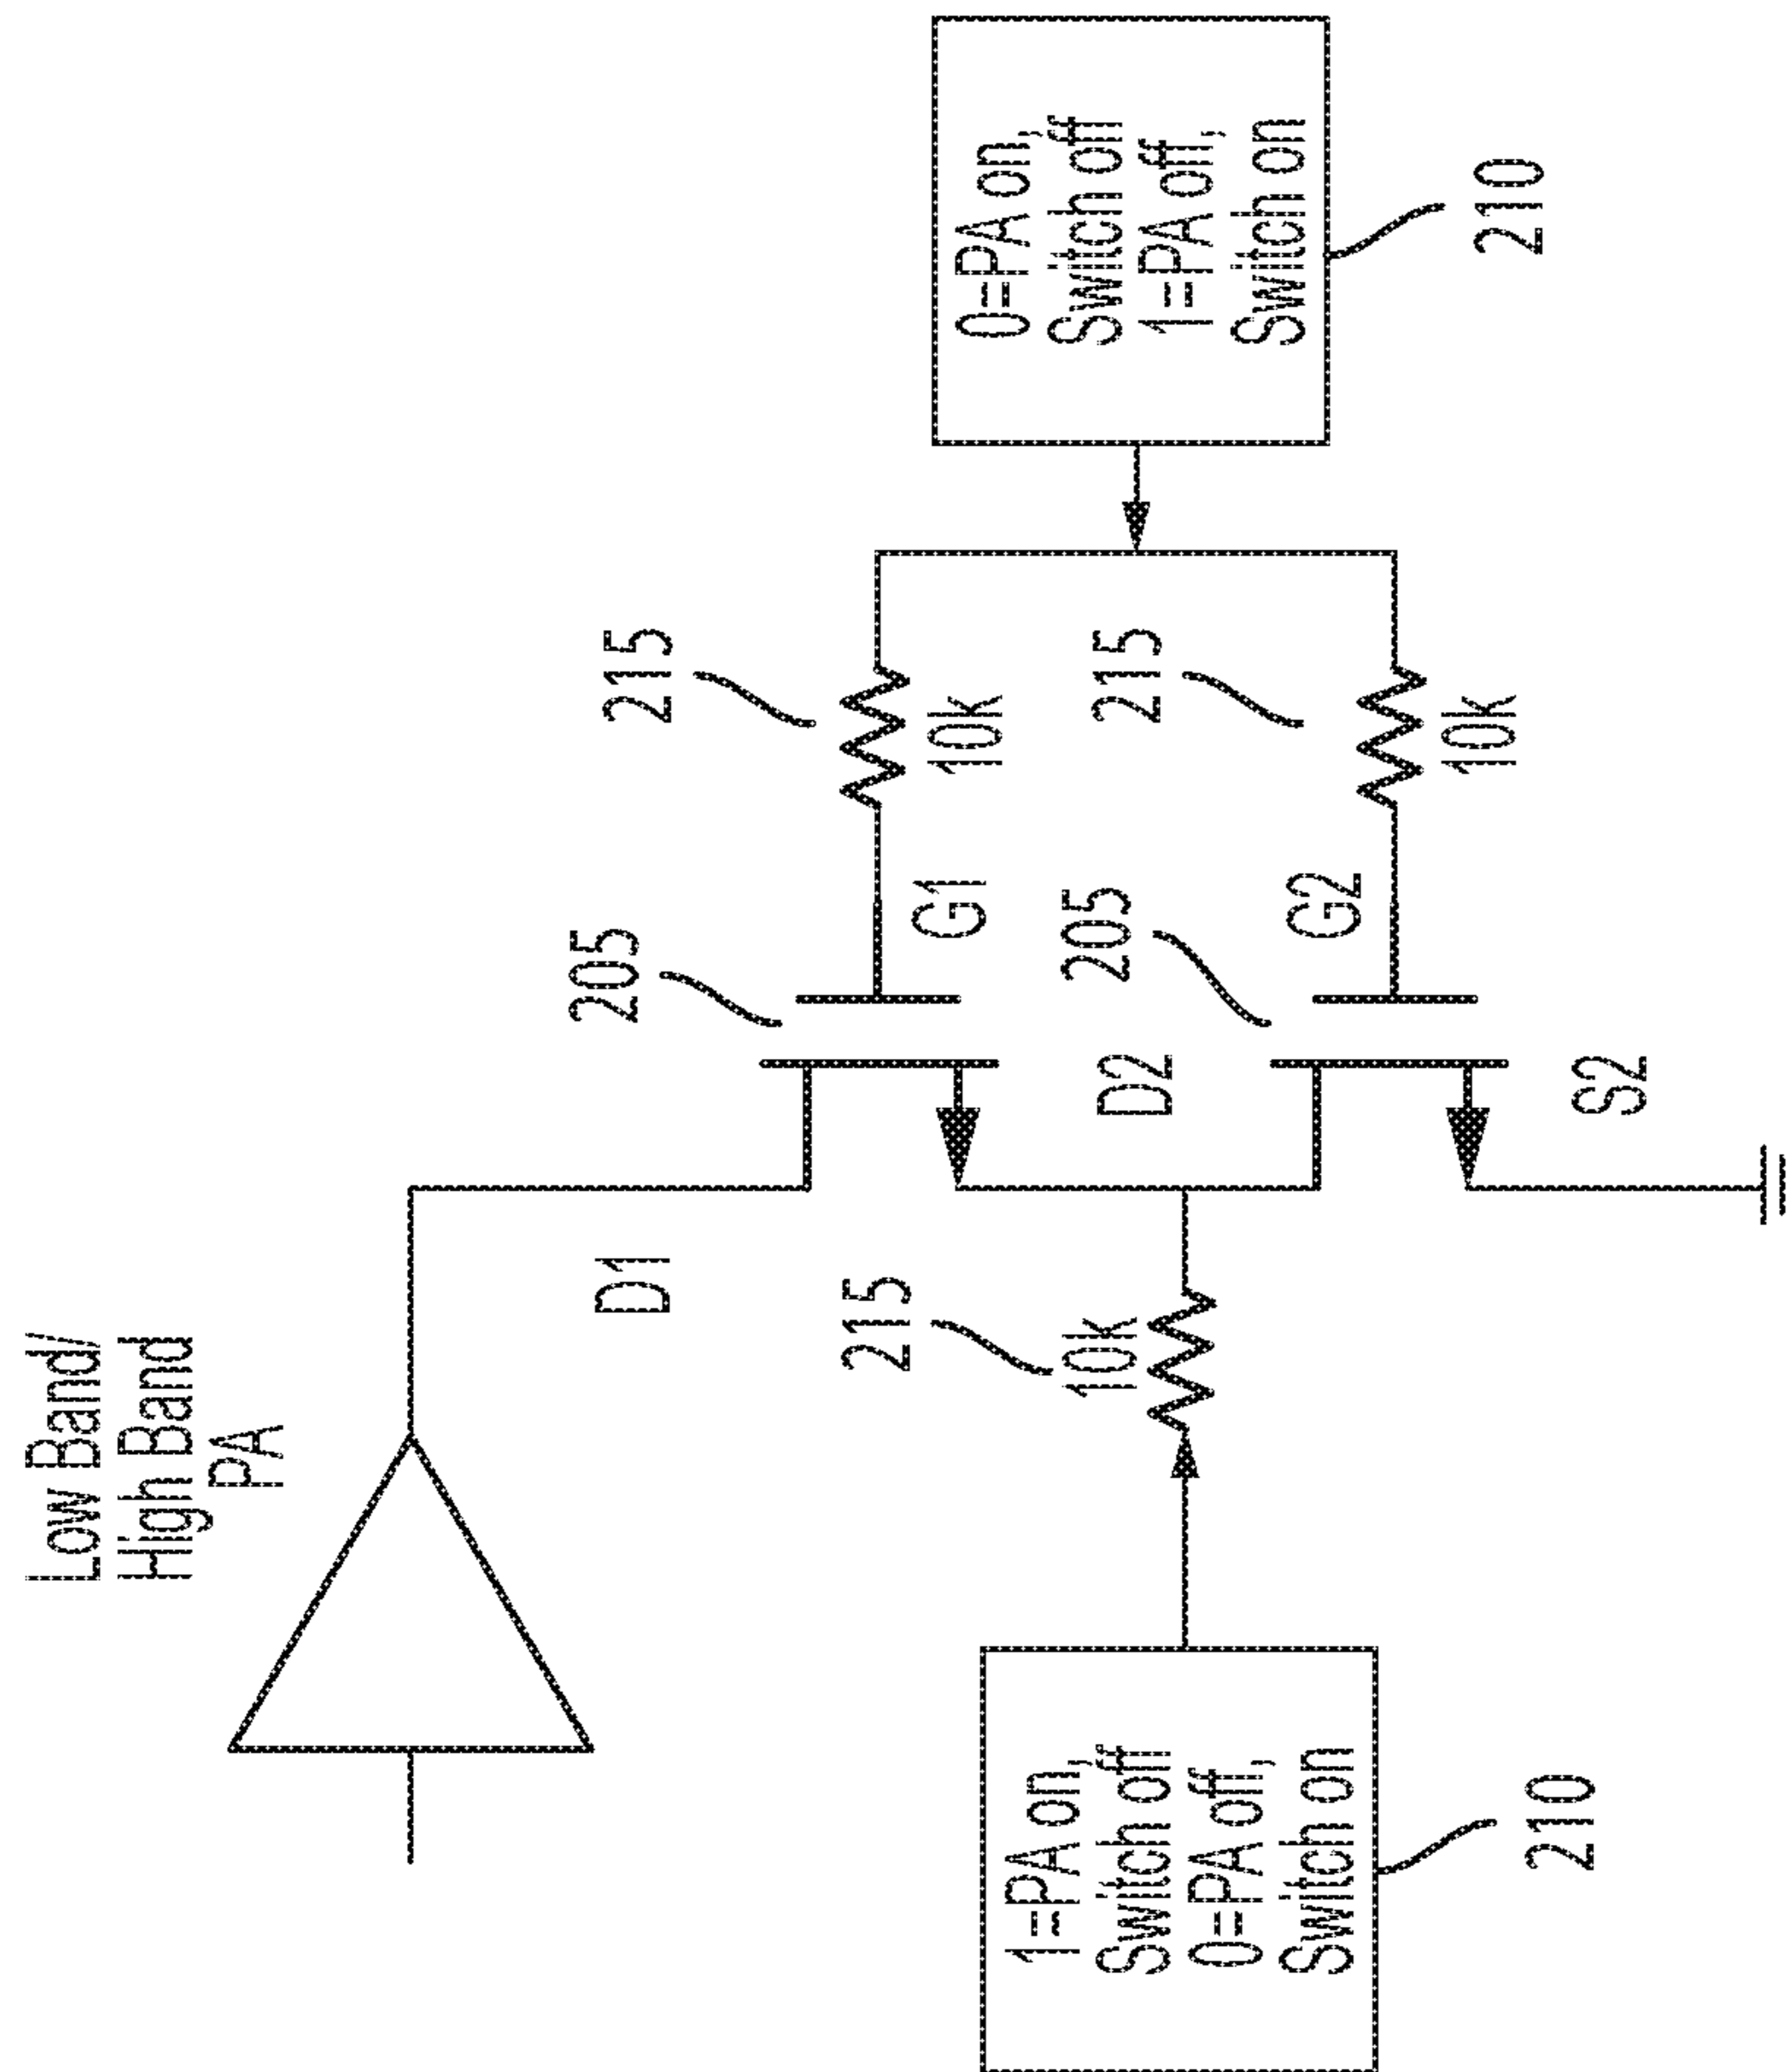 Low Band/
High Band
PA
D1
205
215
10k
G1
D2
215
10k
205
G2
215
10k
S2
1=PA on,
Switch off
0=PA off,
Switch on
210
0=PA on,
Switch off
1=PA off,
Switch on
210